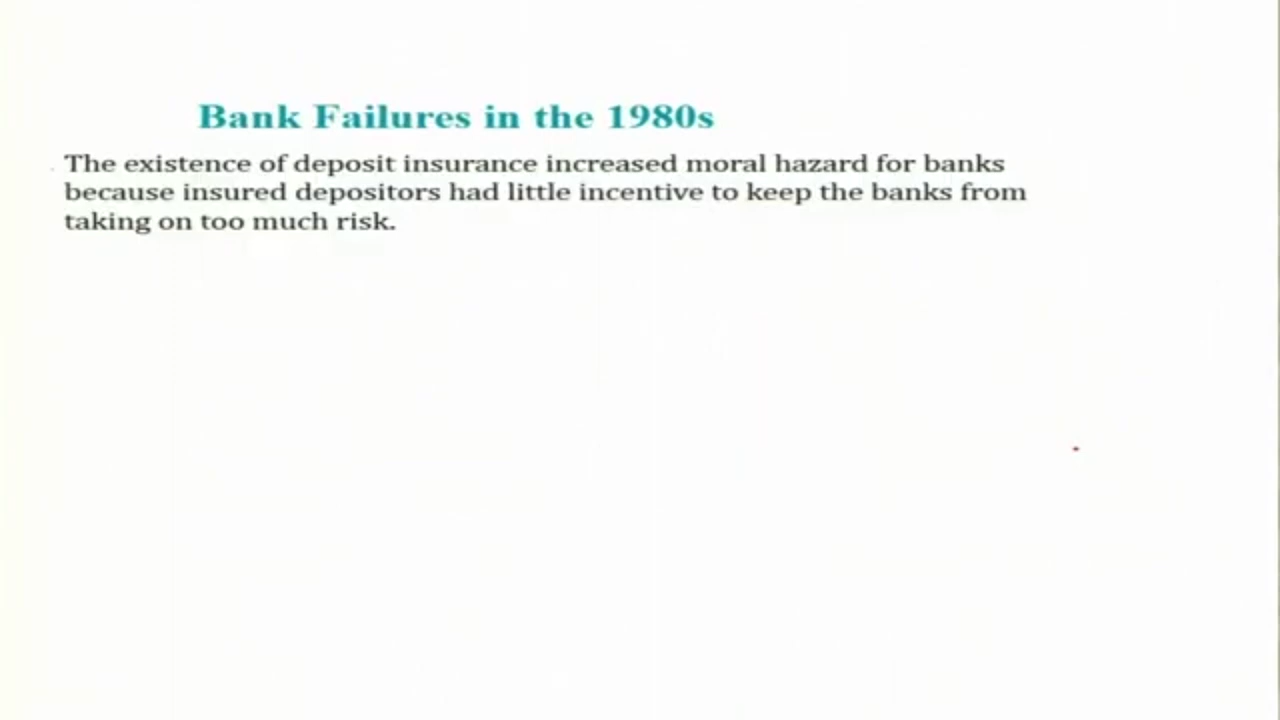 Bank Failures in the 1980s
The existence of deposit insurance increased moral hazard for banks
because insured depositors had little incentive to keep the banks from
taking on too much risk.